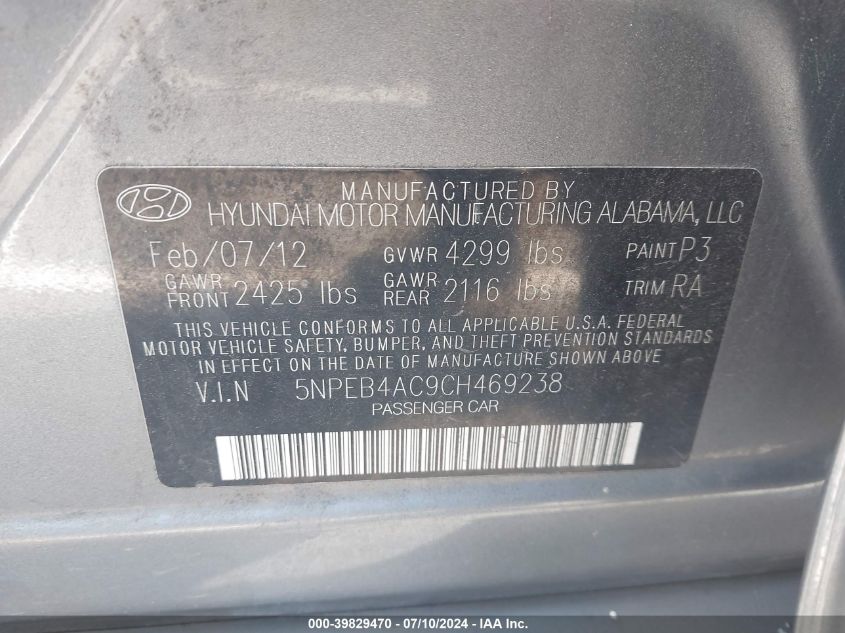 MANUFACTURED BY
HYUNDAI MOTOR MANUFACTURING ALABAMA, LLC
Feb/07/12 GVWR 4299 lbs PAINT P3
GAWR FRONT 2425 lbs GAWR REAR 2116 lbs TRIM RA
THIS VEHICLE CONFORMS TO ALL APPLICABLE U.S.A. FEDERAL
MOTOR VEHICLE SAFETY, BUMPER, AND THEFT PREVENTION STANDARDS
IN EFFECT ON THE DATE OF MANUFACTURE SHOWN ABOVE
V.I.N 5NPEB4AC9CH469238
PASSENGER CAR
000-39829470 - 07/10/2024 - IAA Inc.